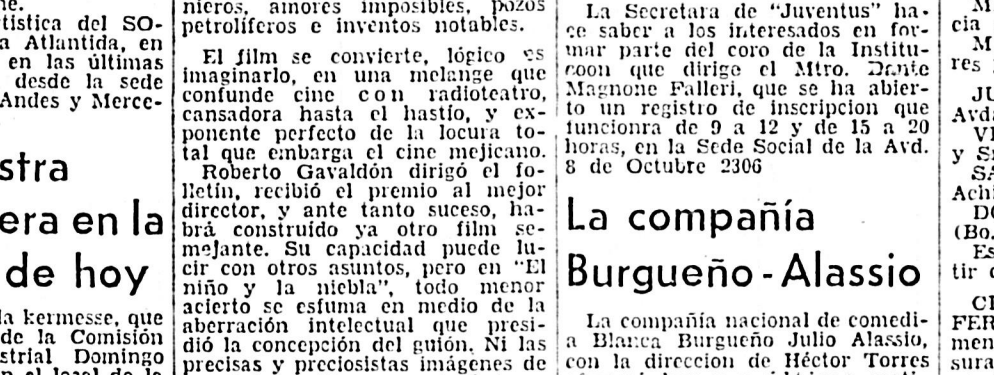 ne.
tistica del SO-
a Atlantida, en
en las últimas
desde la sede
Andes y Merce-
stra
era en la
de hoy
la kermesse, que
de la Comisión
strial Domingo
nieros, amores imposibles, pozos
petrolíferos e inventos notables.
El film se convierte, lógico es
imaginarlo, en una melange que
confunde cine con radioteatro,
cansadora hasta el hastío, y ex-
ponente perfecto de la locura to-
tal que embarga el cine mejicano.
Roberto Gavaldón dirigó el fo-
lletín, recibió el premio al mejor
director, y ante tanto suceso, ha-
brá construído ya otro film se-
mejante. Su capacidad puede lu-
cir con otros asuntos, pero en "El
niño y la niebla", todo menor
acierto se esfuma en medio de la
aberración intelectual que presi-
dió la concepción del guión. Ni las
precisas y preciosistas imágenes de
La Secretara de "Juventus" ha-
ce saber a los interesados en for-
mar parte del coro de la Institu-
coon que dirige el Mtro. Dante
Magnone Falleri, que se ha abier-
to un registro de inscripcion que
funcionra de 9 a 12 y de 15 a 20
horas, en la Sede Social de la Avd.
8 de Octubre 2306
La compañía
Burgueño - Alassio
La compañía nacional de comedi-
a Blanca Burgueño Julio Alassio,
con la direccion de Héctor Torres
cia
M
res
JU
Avd
VI
y S
SA
Achi
DO
(Bo.
Es
tir
CI
FER
men
sura